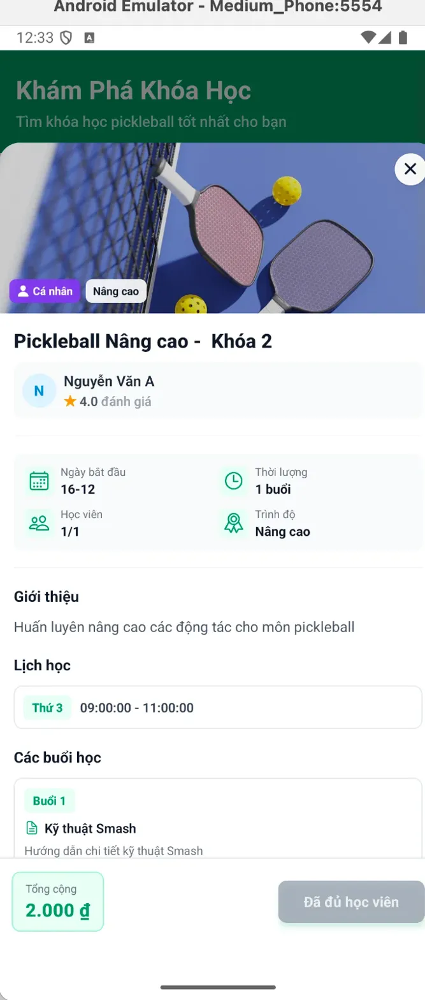 Android Emulator - Medium_Phone:5554
12:33
A
Khám Phá Khóa Học
Tìm khóa học pickleball tốt nhất cho bạn
Cá nhân
Nâng cao
Pickleball Nâng cao - Khóa 2
N
Nguyễn Văn A
4.0 đánh giá
Ngày bắt đầu
16-12
Thời lượng
1 buổi
Học viên
1/1
Trình độ
Nâng cao
Giới thiệu
Huấn luyên nâng cao các động tác cho môn pickleball
Lịch học
Thứ 3 09:00:00 - 11:00:00
Các buổi học
Buổi 1
Kỹ thuật Smash
Hướng dẫn chi tiết kỹ thuật Smash
Tổng cộng
2.000 ₫
Đã đủ học viên